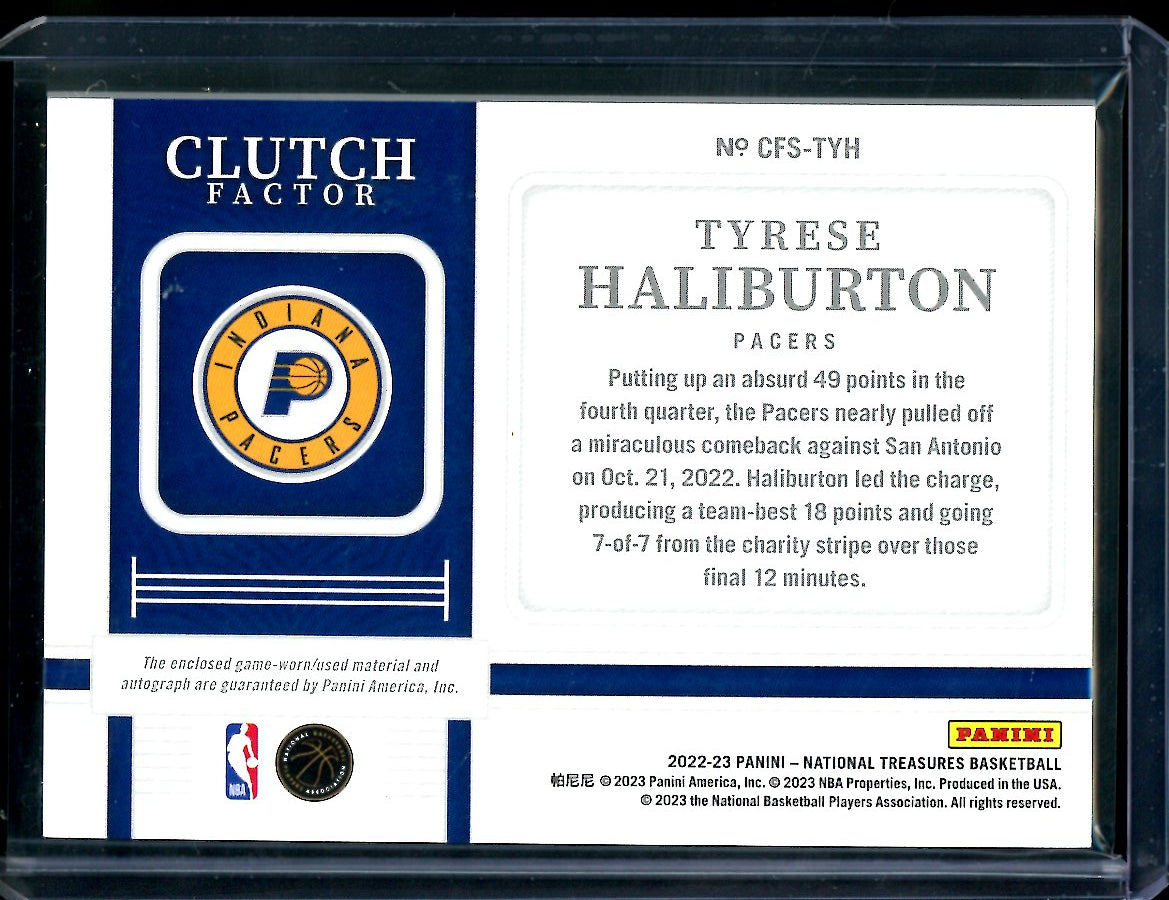 CLUTCH
FACTOR
INDIANA
PACERS
The enclosed game-worn/used material and
autograph are guaranteed by Panini America, Inc.
NBA
NATIONAL BASKETBALL
ASSOCIATION
Nº CFS-TYH
TYRESE
HALIBURTON
PACERS
Putting up an absurd 49 points in the
fourth quarter, the Pacers nearly pulled off
a miraculous comeback against San Antonio
on Oct. 21, 2022. Haliburton led the charge,
producing a team-best 18 points and going
7-of-7 from the charity stripe over those
final 12 minutes.
PANINI
2022-23 PANINI – NATIONAL TREASURES BASKETBALL
帕尼尼 © 2023 Panini America, Inc. © 2023 NBA Properties, Inc. Produced in the USA.
© 2023 the National Basketball Players Association. All rights reserved.